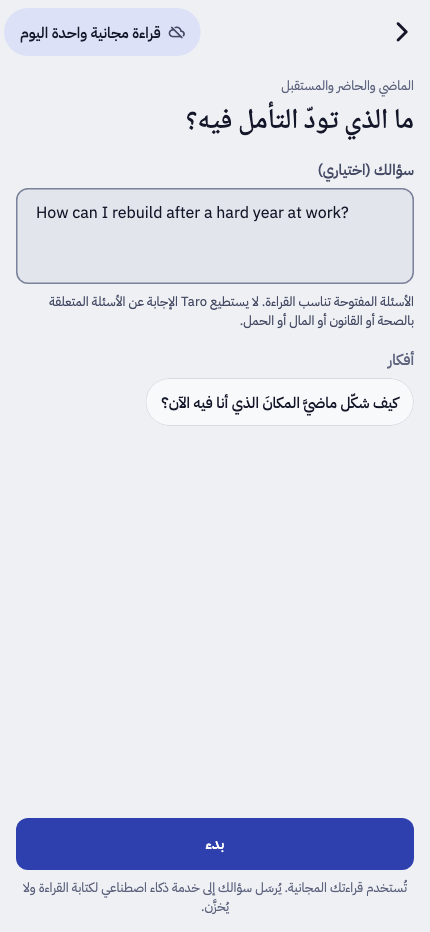 قراءة مجانية واحدة اليوم
الماضي والحاضر والمستقبل
ما الذي تودّ التأمل فيه؟
سؤالك (اختياري)
How can I rebuild after a hard year at work?
الأسئلة المفتوحة تناسب القراءة. لا يستطيع Taro الإجابة عن الأسئلة المتعلقة
بالصحة أو القانون أو المال أو الحمل.
أفكار
كيف شكّل ماضيَّ المكانَ الذي أنا فيه الآن؟
بدء
تُستخدم قراءتك المجانية. يُرسَل سؤالك إلى خدمة ذكاء اصطناعي لكتابة القراءة ولا
يُخزَّن.